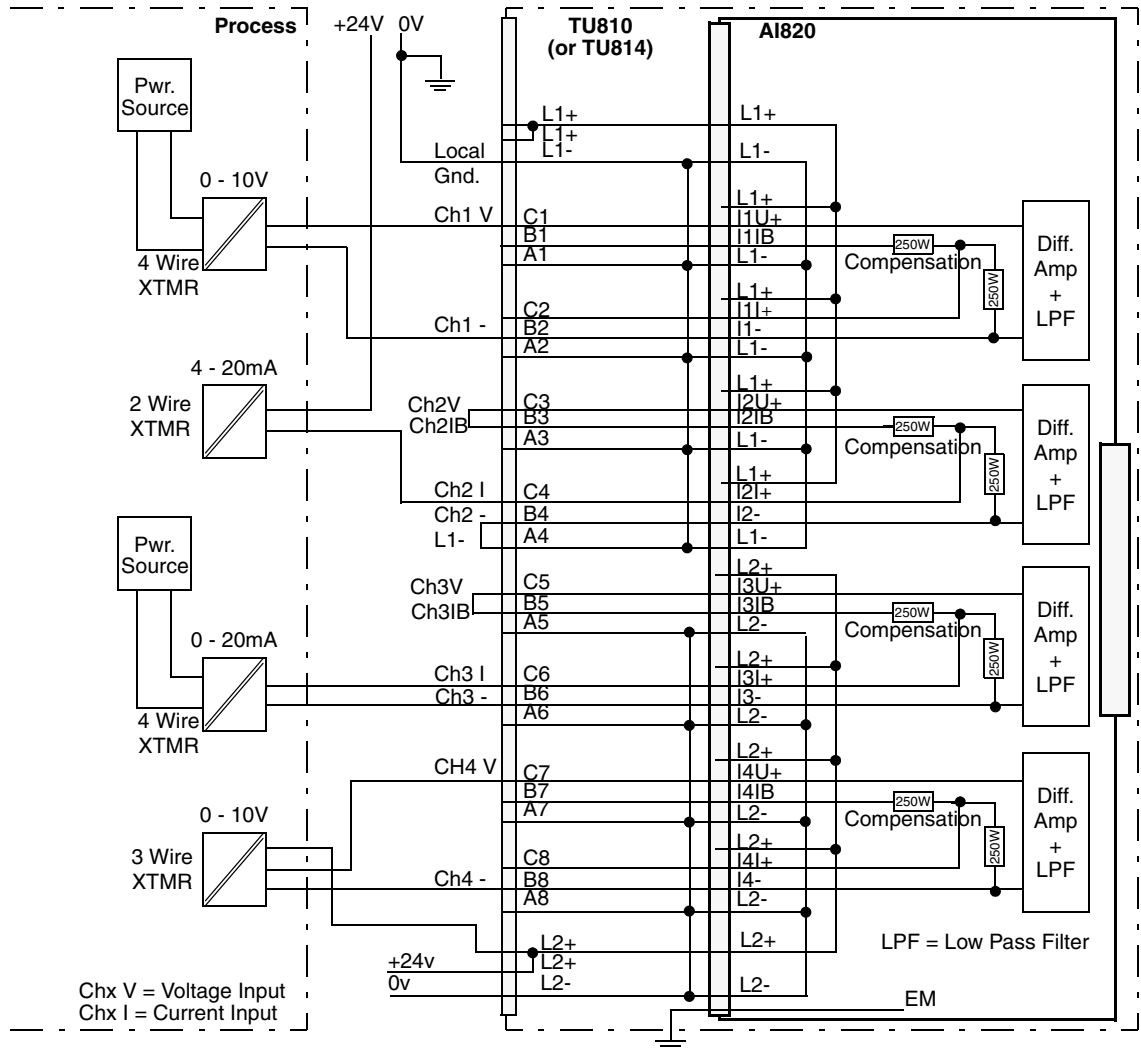 Process
+24V 0V
TU810
(or TU814)
AI820
Pwr.
Source
L1+
L1+
L1-
L1+
L1-
Local
Gnd.
0 - 10V
4 Wire
XTMR
Ch1 V
C1
B1
A1
L1+
I1U+
I1IB
L1-
250W
Compensation
250W
Diff.
Amp
+
LPF
Ch1 -
C2
B2
A2
L1+
I1I+
I1-
L1-
4 - 20mA
2 Wire
XTMR
Ch2V
Ch2IB
C3
B3
A3
L1+
I2U+
I2IB
L1-
250W
Compensation
250W
Diff.
Amp
+
LPF
Ch2 I
Ch2 -
L1-
C4
B4
A4
L1+
I2I+
I2-
L1-
Pwr.
Source
Ch3V
Ch3IB
C5
B5
A5
L2+
I3U+
I3IB
L2-
250W
Compensation
250W
Diff.
Amp
+
LPF
0 - 20mA
4 Wire
XTMR
Ch3 I
Ch3 -
C6
B6
A6
L2+
I3I+
I3-
L2-
CH4 V
C7
B7
A7
L2+
I4U+
I4IB
L2-
250W
Compensation
250W
Diff.
Amp
+
LPF
0 - 10V
3 Wire
XTMR
Ch4 -
C8
B8
A8
L2+
I4I+
I4-
L2-
L2+
L2+
L2-
L2+
L2-
+24v
0v
LPF = Low Pass Filter
EM
Chx V = Voltage Input
Chx I = Current Input